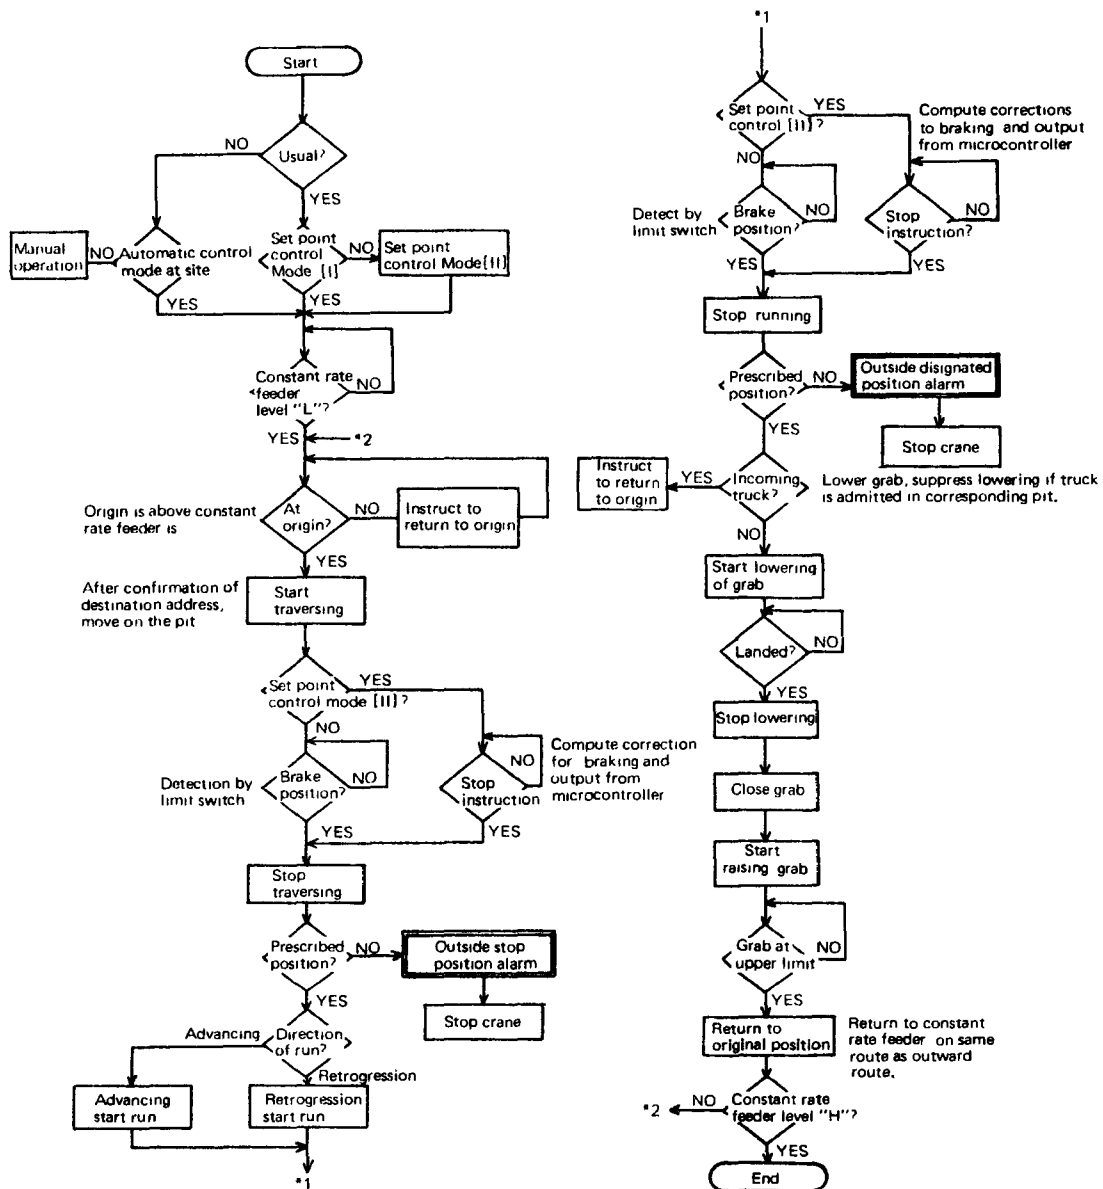 Start
Usual?
NO
YES
Manual
operation
NO
Automatic control
mode at site
YES
Set point
control
Mode [I]
NO
Set point
control Mode[II]
YES
Constant rate
feeder
level "L"?
NO
YES
*2
Origin is above constant
rate feeder is
At
origin?
NO
Instruct to
return to origin
YES
After confirmation of
destination address,
move on the pit
Start
traversing
Set point
control mode [II]?
YES
NO
Detection by
limit switch
Brake
position?
NO
YES
NO
Stop
instruction
YES
Compute correction
for braking and
output from
microcontroller
Stop
traversing
Prescribed
position?
NO
Outside stop
position alarm
YES
Stop crane
Advancing
Direction
of run?
Retrogression
Advancing
start run
Retrogression
start run
*1
*1
Set point
control [II]?
YES
Compute corrections
to braking and output
from microcontroller
NO
Detect by
limit switch
Brake
position?
NO
YES
Stop
instruction?
NO
YES
Stop running
Prescribed
position?
NO
Outside disignated
position alarm
YES
Stop crane
Instruct
to return
to origin
YES
Incoming
truck?
Lower grab, suppress lowering if truck
is admitted in corresponding pit.
NO
Start lowering
of grab
Landed?
NO
YES
Stop lowering
Close grab
Start
raising grab
Grab at
upper limit
NO
YES
Return to
original position
Return to constant
rate feeder on same
route as outward
route.
*2
NO
Constant rate
feeder level "H"?
YES
End